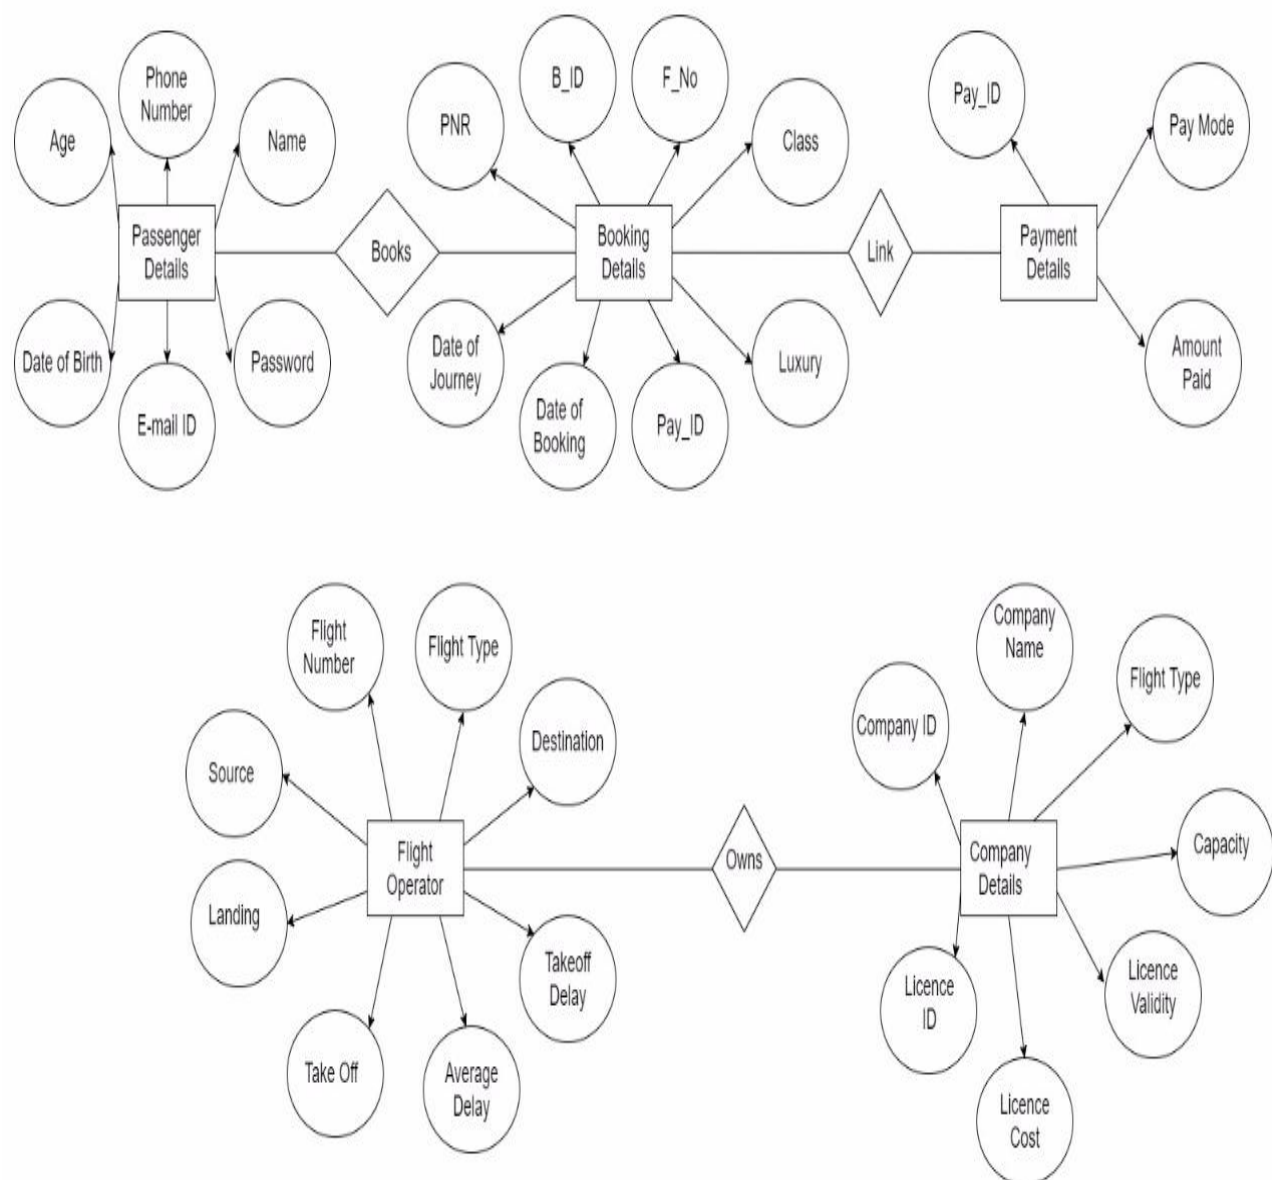 Phone
Number
Age
Name
Passenger
Details
Date of Birth
E-mail ID
Password
Books
B_ID
F_No
PNR
Class
Booking
Details
Date of
Journey
Date of
Booking
Pay_ID
Luxury
Link
Pay_ID
Pay Mode
Payment
Details
Amount
Paid
Flight
Number
Flight Type
Source
Destination
Flight
Operator
Landing
Takeoff
Delay
Take Off
Average
Delay
Owns
Company
Name
Company ID
Flight Type
Capacity
Company
Details
Licence
ID
Licence
Validity
Licence
Cost